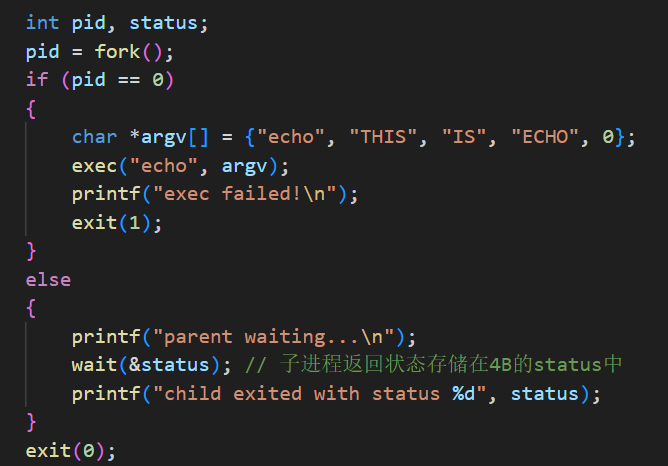 int pid, status;
pid = fork();
if (pid == 0)
{
    char *argv[] = {"echo", "THIS", "IS", "ECHO", 0};
    exec("echo", argv);
    printf("exec failed!\n");
    exit(1);
}
else
{
    printf("parent waiting...\n");
    wait(&status); // 子进程返回状态存储在4B的status中
    printf("child exited with status %d", status);
}
exit(0);